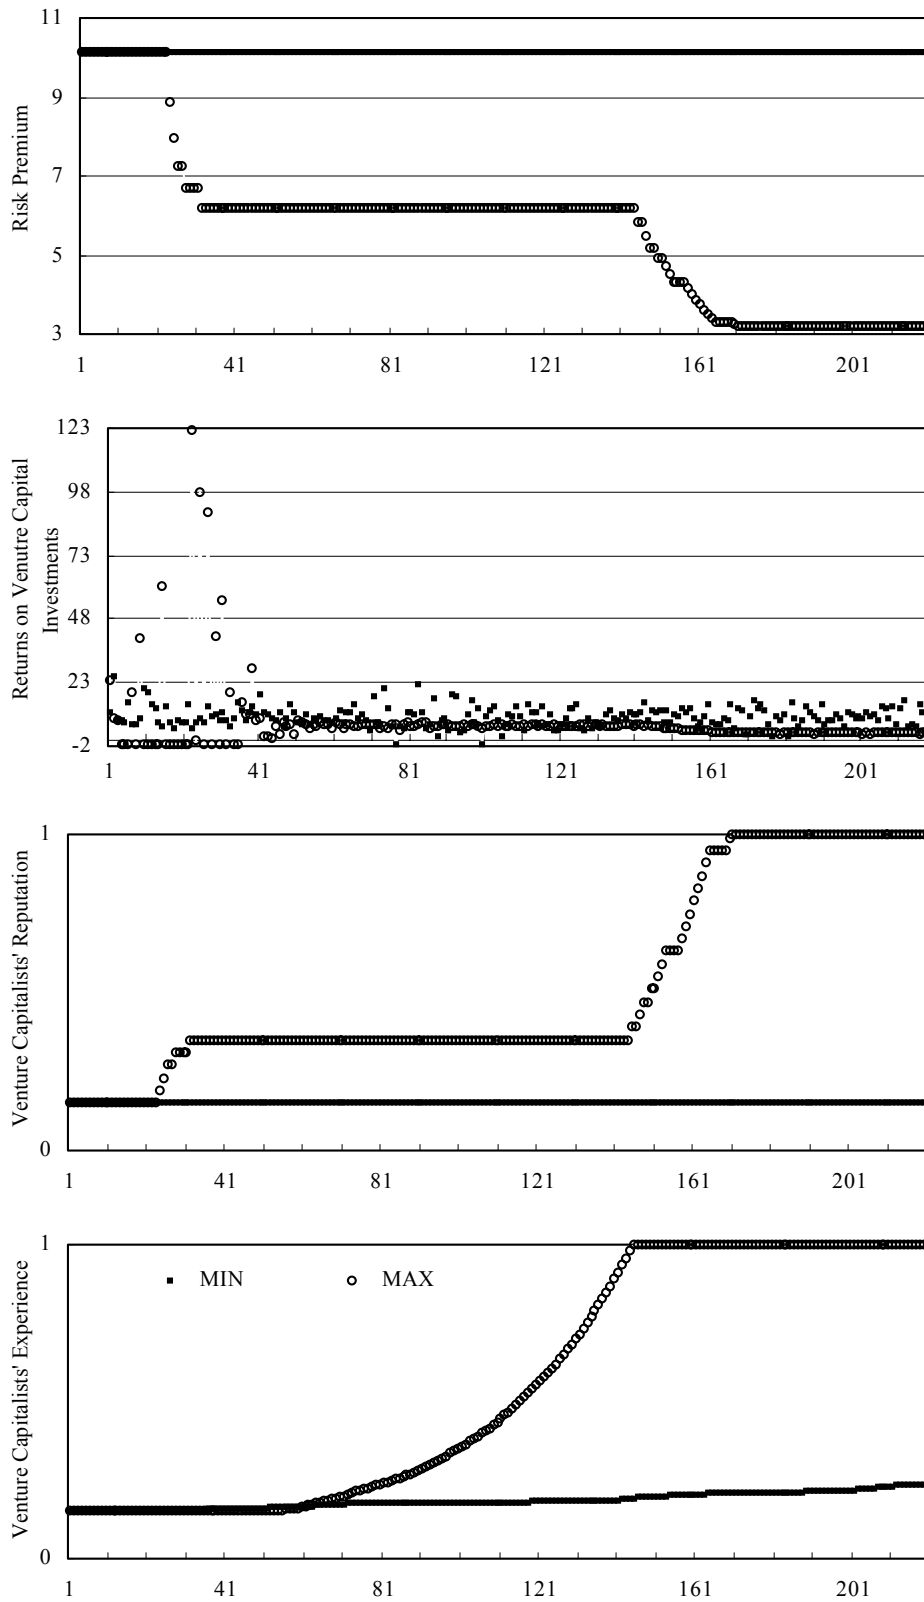 11
9
7
5
3
Risk Premium
1 41 81 121 161 201
123
98
73
48
23
-2
Returns on Venutre Capital
Investments
1 41 81 121 161 201
1
0
Venture Capitalists' Reputation
1 41 81 121 161 201
1
0
Venture Capitalists' Experience
MIN MAX
1 41 81 121 161 201